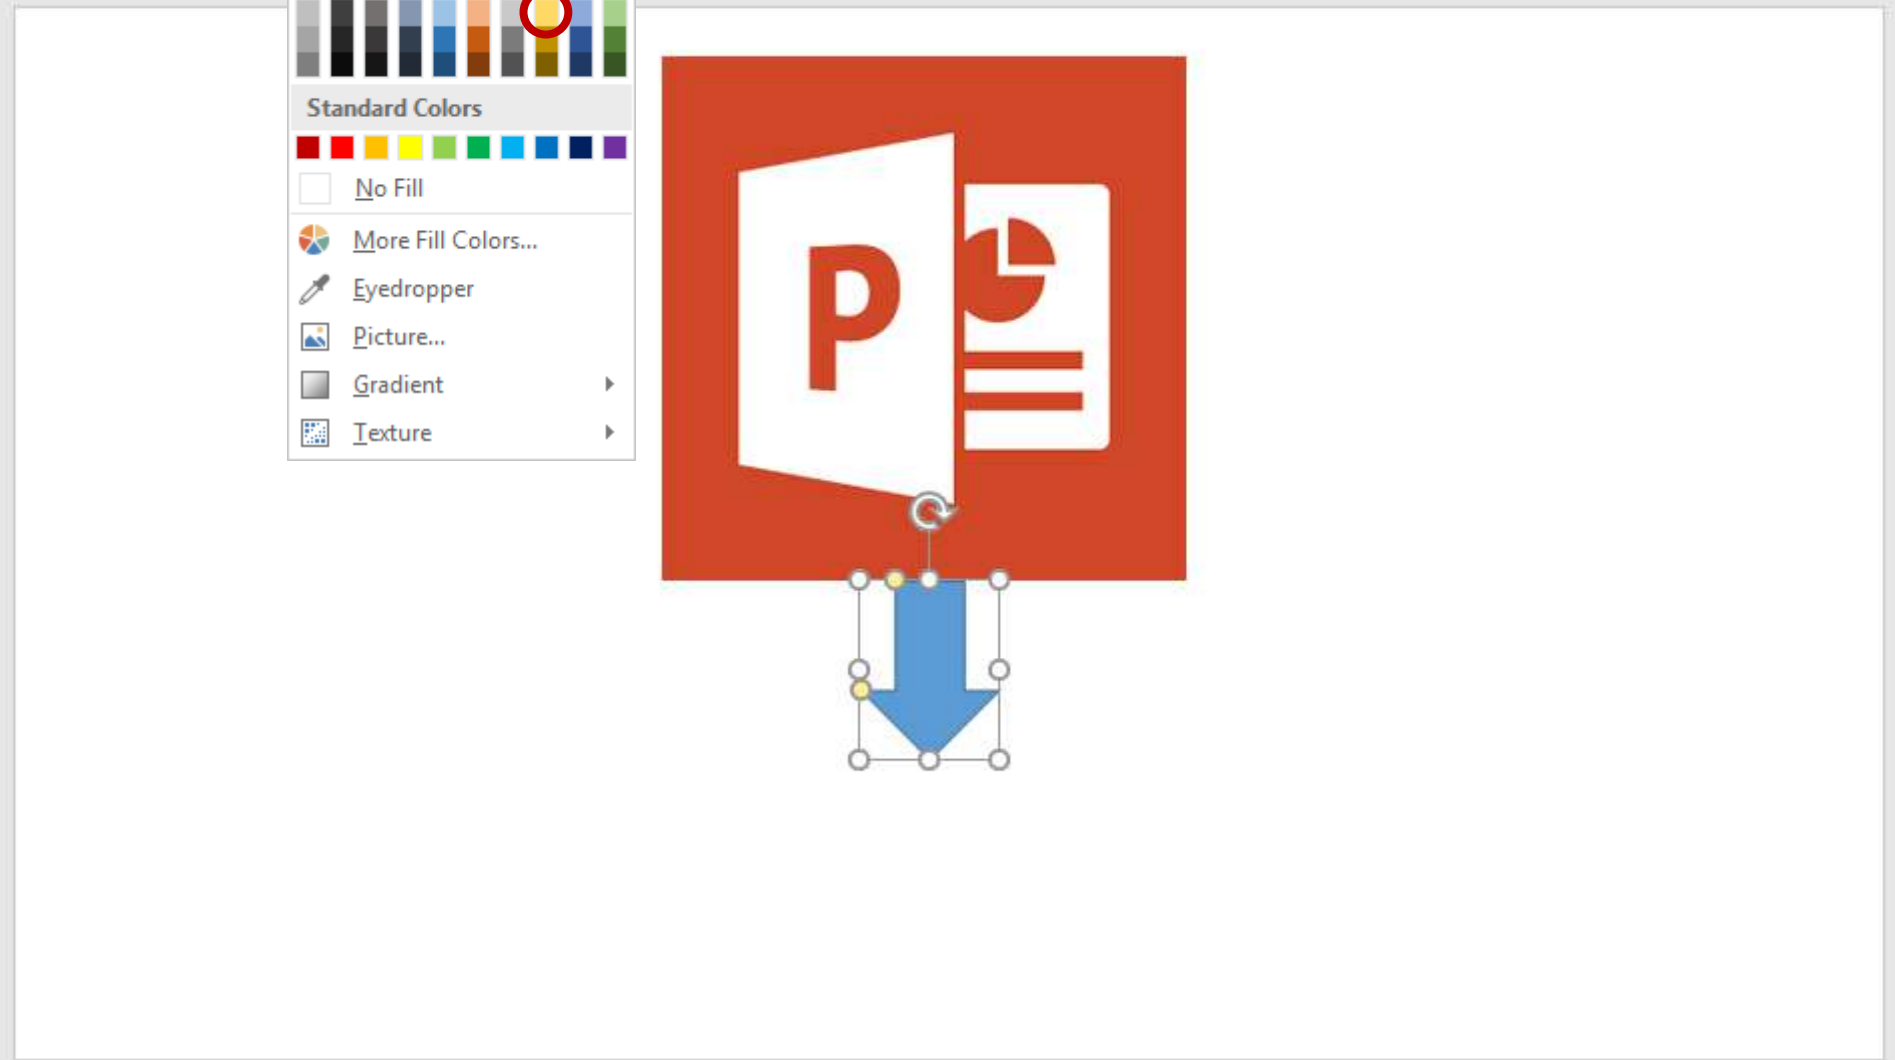 Standard Colors
No Fill
More Fill Colors...
Eyedropper
Picture...
Gradient
Texture
P